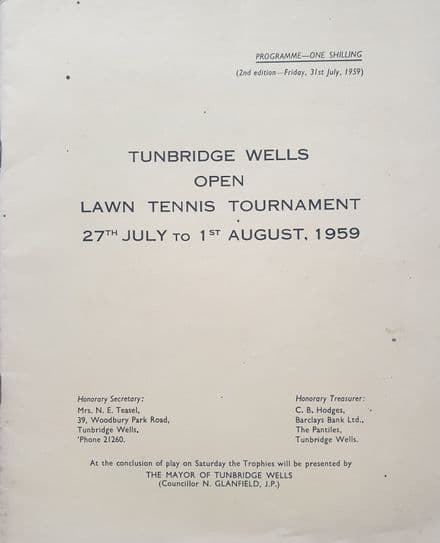 PROGRAMME—ONE SHILLING
(2nd edition—Friday, 31st July, 1959)
TUNBRIDGE WELLS
OPEN
LAWN TENNIS TOURNAMENT
27TH JULY TO 1ST AUGUST, 1959
Honorary Secretary:
Mrs. N. E. Teasel,
39, Woodbury Park Road,
Tunbridge Wells.
'Phone 21260.
Honorary Treasurer:
C. B. Hodges,
Barclays Bank Ltd.,
The Pantiles,
Tunbridge Wells.
At the conclusion of play on Saturday the Trophies will be presented by
THE MAYOR OF TUNBRIDGE WELLS
(Councillor N. GLANFIELD, J.P.)